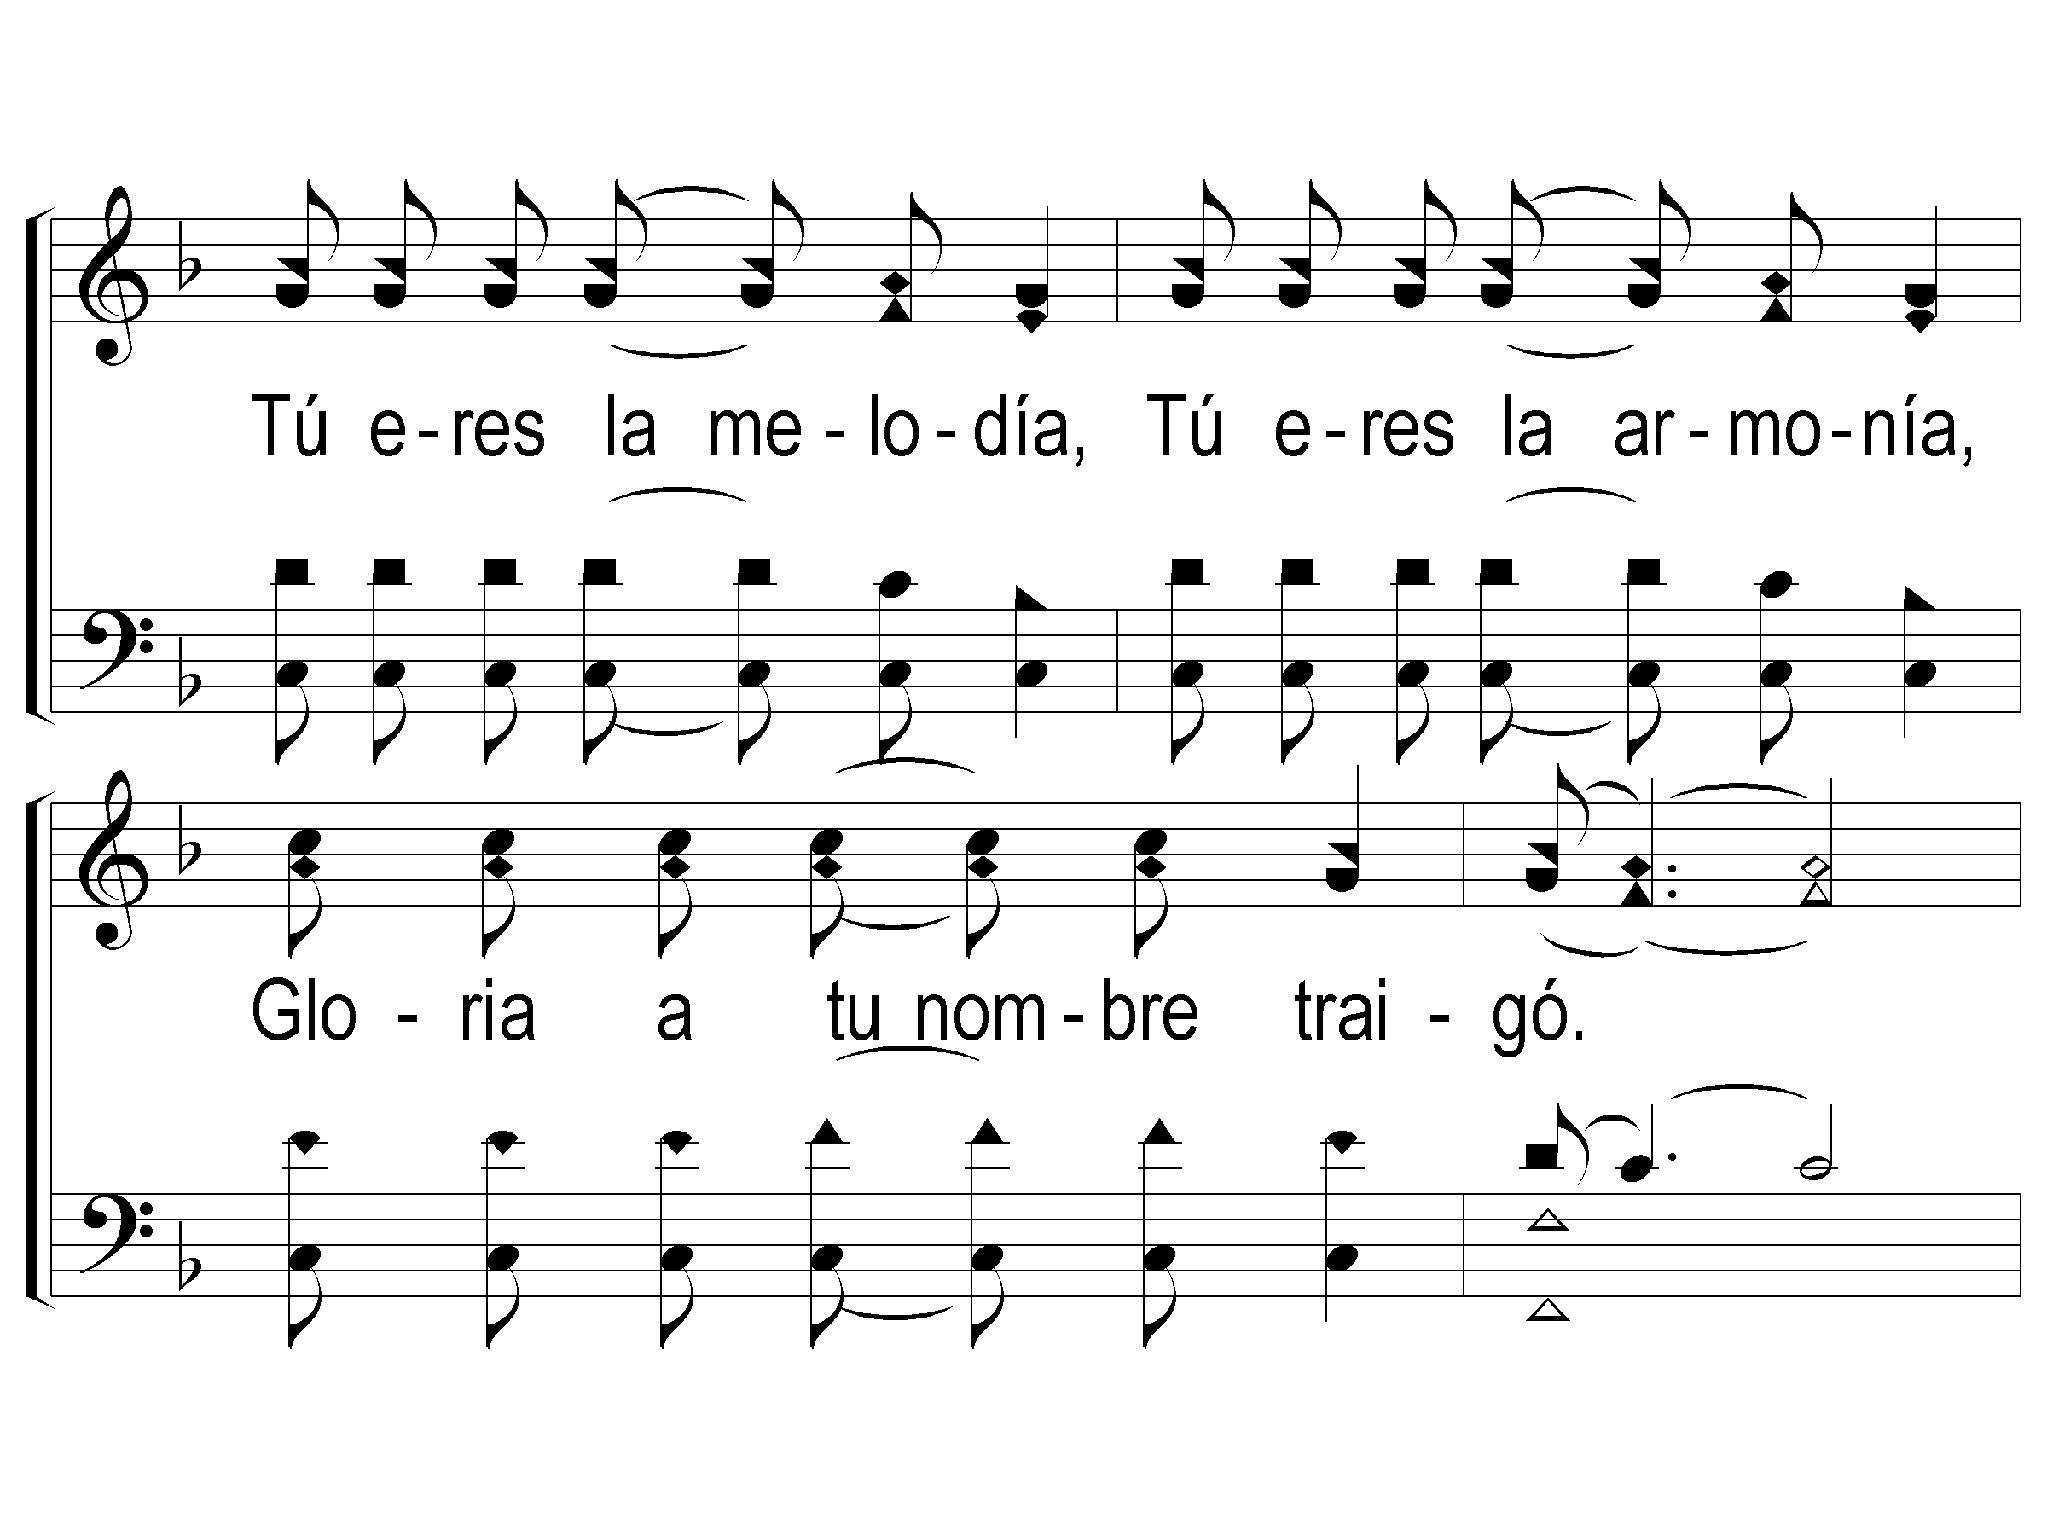 Tú e-res la me-lo-día, Tú e-res la ar-mo-nía,
Glo-ria a tu nom-bre trai-gó.